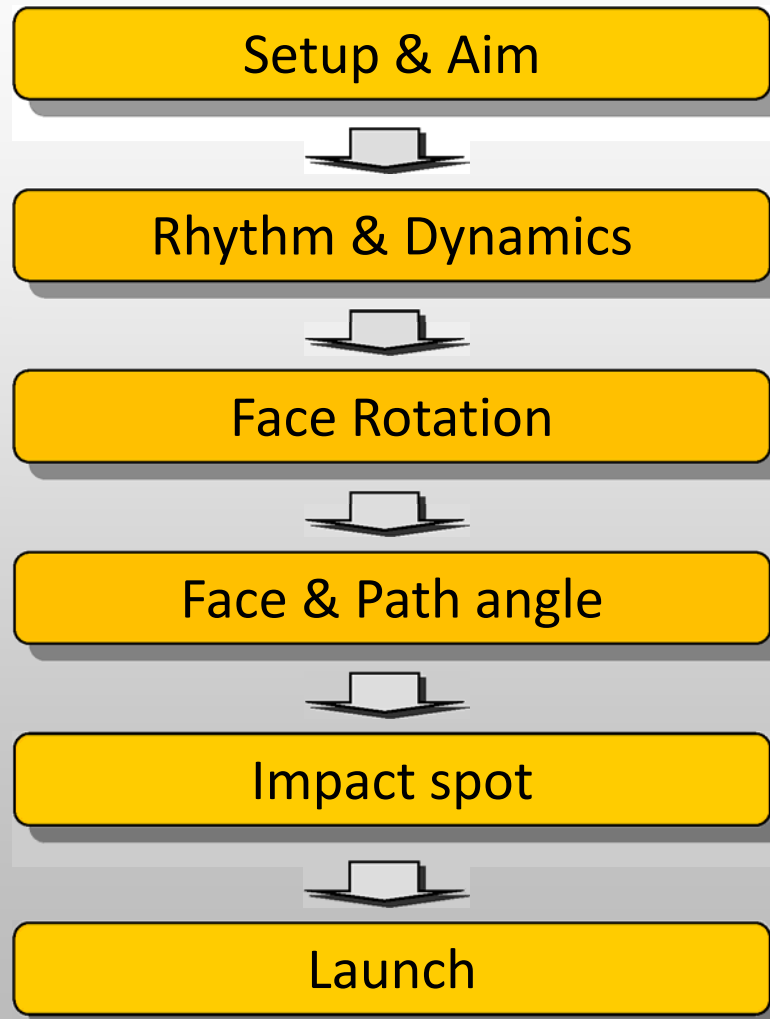 Setup & Aim
Rhythm & Dynamics
Face Rotation
Face & Path angle
Impact spot
Launch